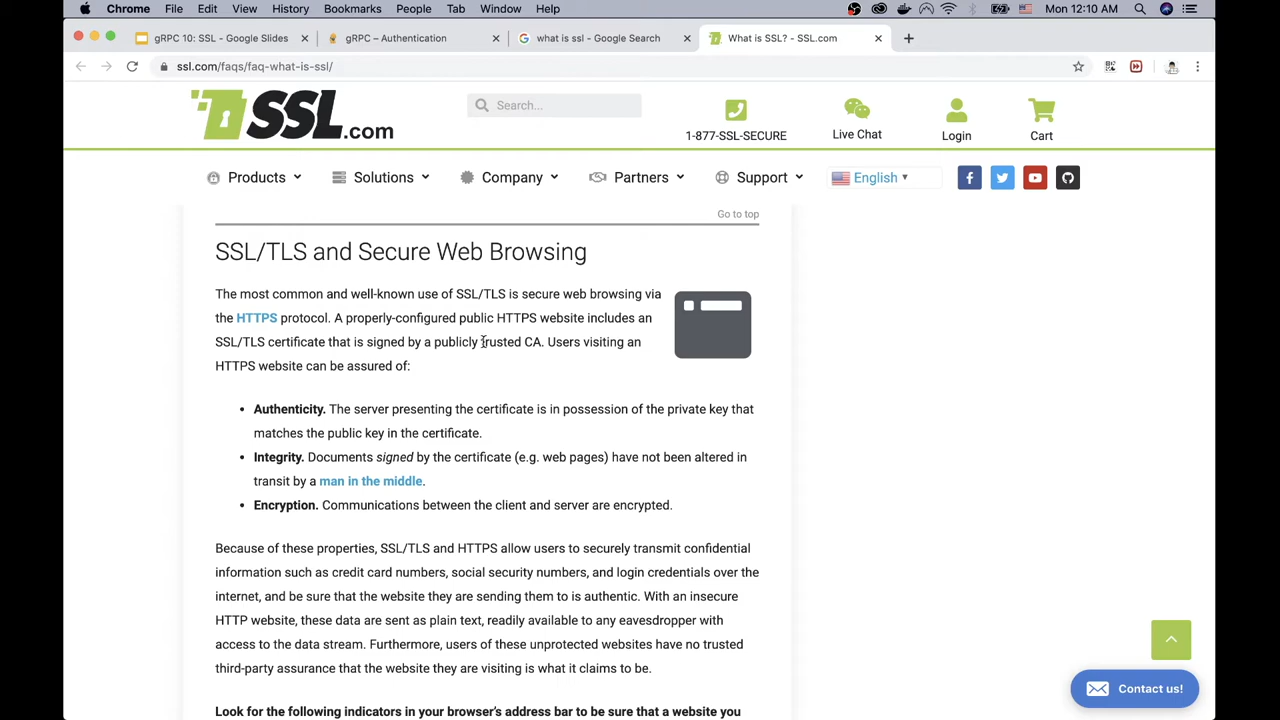 Chrome File Edit View History Bookmarks People Tab Window Help Mon 12:10 AM
gRPC 10: SSL - Google Slides gRPC – Authentication what is ssl - Google Search What is SSL? - SSL.com
ssl.com/faqs/faq-what-is-ssl/
SSL.com Search... 1-877-SSL-SECURE Live Chat Login Cart
Products Solutions Company Partners Support English
Go to top
SSL/TLS and Secure Web Browsing
The most common and well-known use of SSL/TLS is secure web browsing via
the HTTPS protocol. A properly-configured public HTTPS website includes an
SSL/TLS certificate that is signed by a publicly trusted CA. Users visiting an
HTTPS website can be assured of:
• Authenticity. The server presenting the certificate is in possession of the private key that
matches the public key in the certificate.
• Integrity. Documents signed by the certificate (e.g. web pages) have not been altered in
transit by a man in the middle.
• Encryption. Communications between the client and server are encrypted.
Because of these properties, SSL/TLS and HTTPS allow users to securely transmit confidential
information such as credit card numbers, social security numbers, and login credentials over the
internet, and be sure that the website they are sending them to is authentic. With an insecure
HTTP website, these data are sent as plain text, readily available to any eavesdropper with
access to the data stream. Furthermore, users of these unprotected websites have no trusted
third-party assurance that the website they are visiting is what it claims to be.
Contact us!
Look for the following indicators in your browser's address bar to be sure that a website you